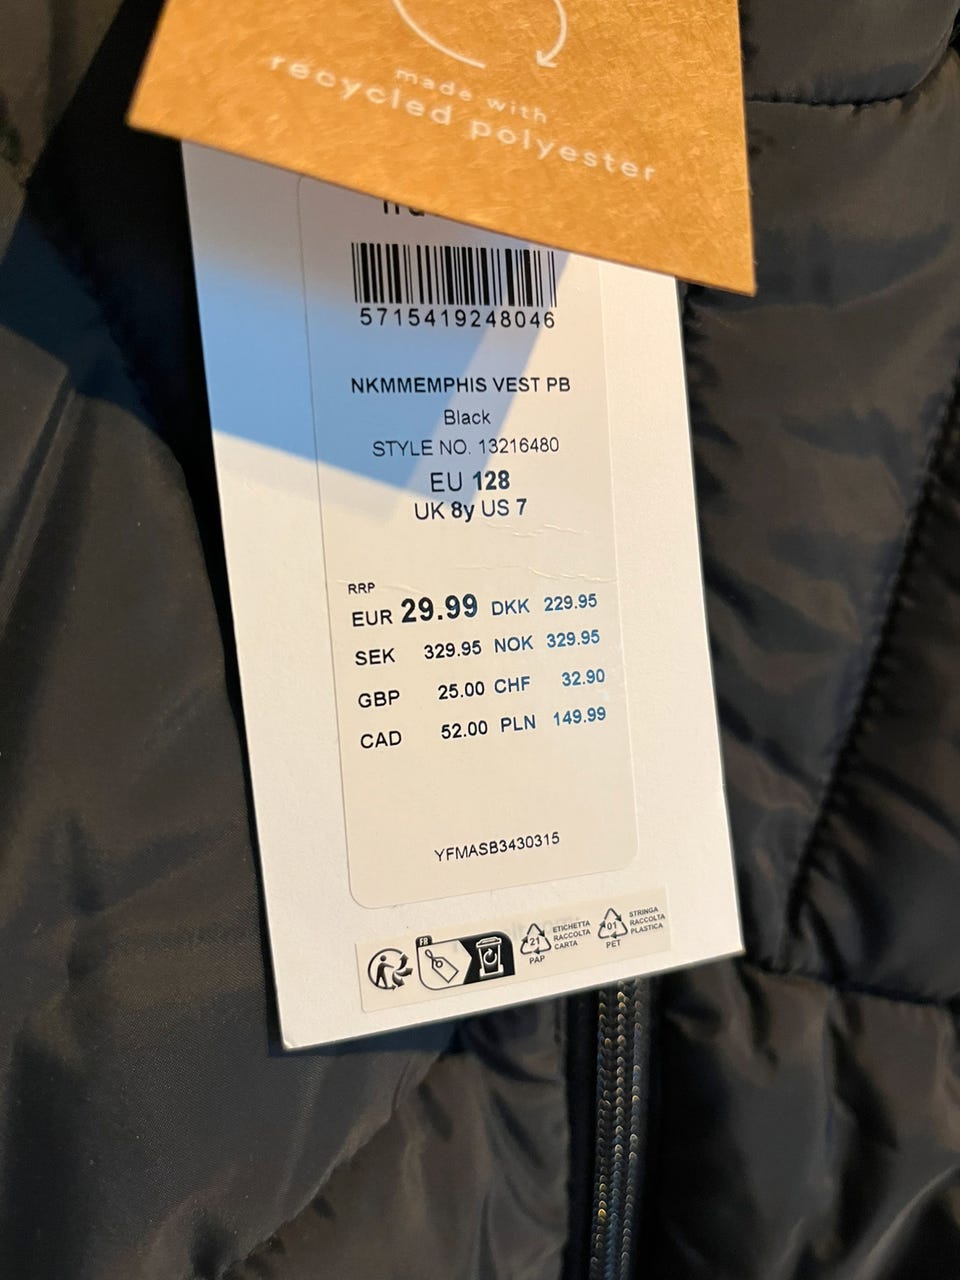 made with
recycled polyester
5715419248046
NKMMEMPHIS VEST PB
Black
STYLE NO. 13216480
EU 128
UK 8y US 7
RRP
EUR 29.99 DKK 229.95
SEK 329.95 NOK 329.95
GBP 25.00 CHF 32.90
CAD 52.00 PLN 149.99
YFMASB3430315
FR
21
PAP
ETICHETTA
RACCOLTA
CARTA
01
PET
STRINGA
RACCOLTA
PLASTICA